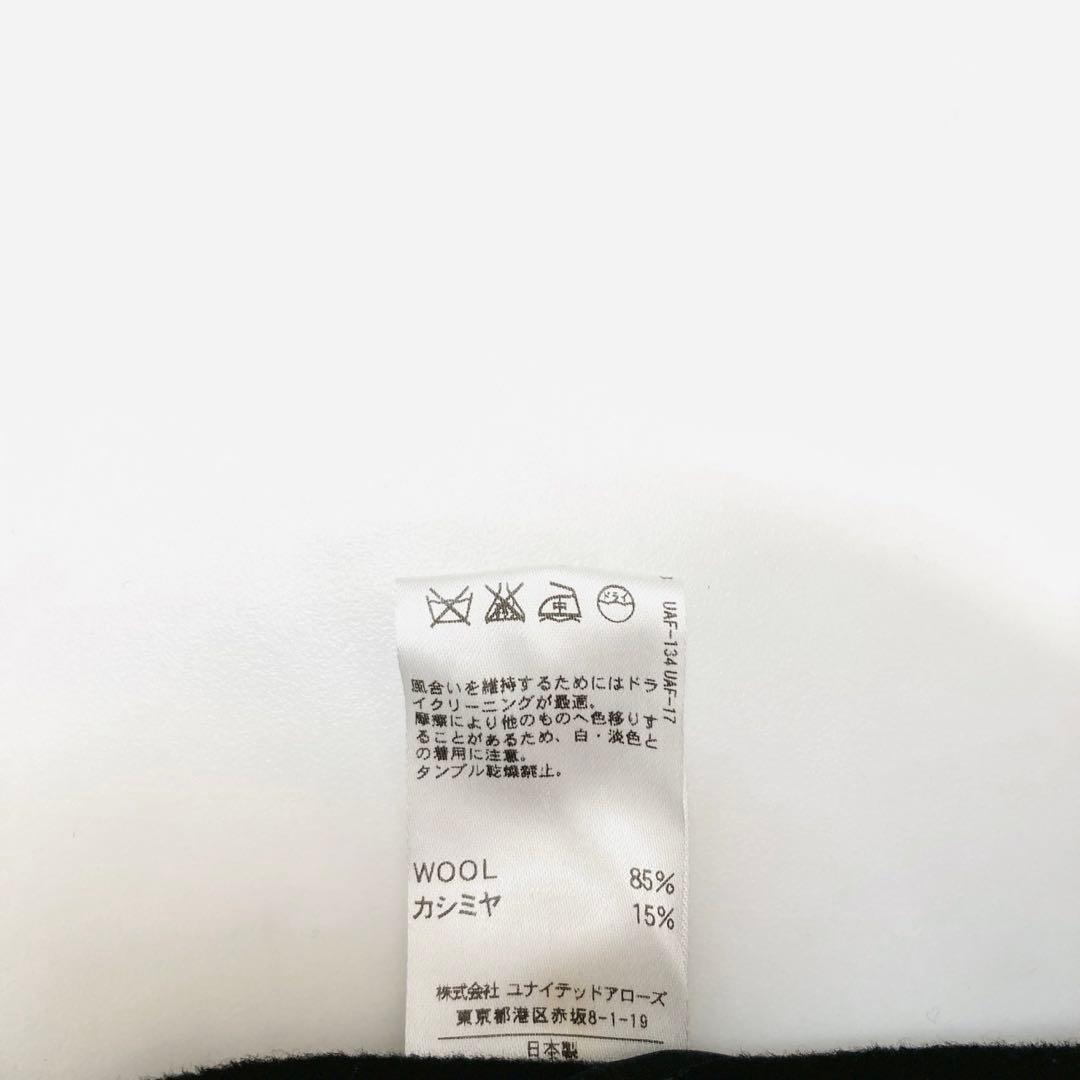 ドライ
中
UAF-134 UAF-17
風合いを維持するためにはドラ
イクリーニングが最適。
摩擦により他のものへ色移りす
ることがあるため、白・淡色と
の着用に注意。
タンブル乾燥禁止。
WOOL 85%
カシミヤ 15%
株式会社 ユナイテッドアローズ
東京都港区赤坂8-1-19
日本製